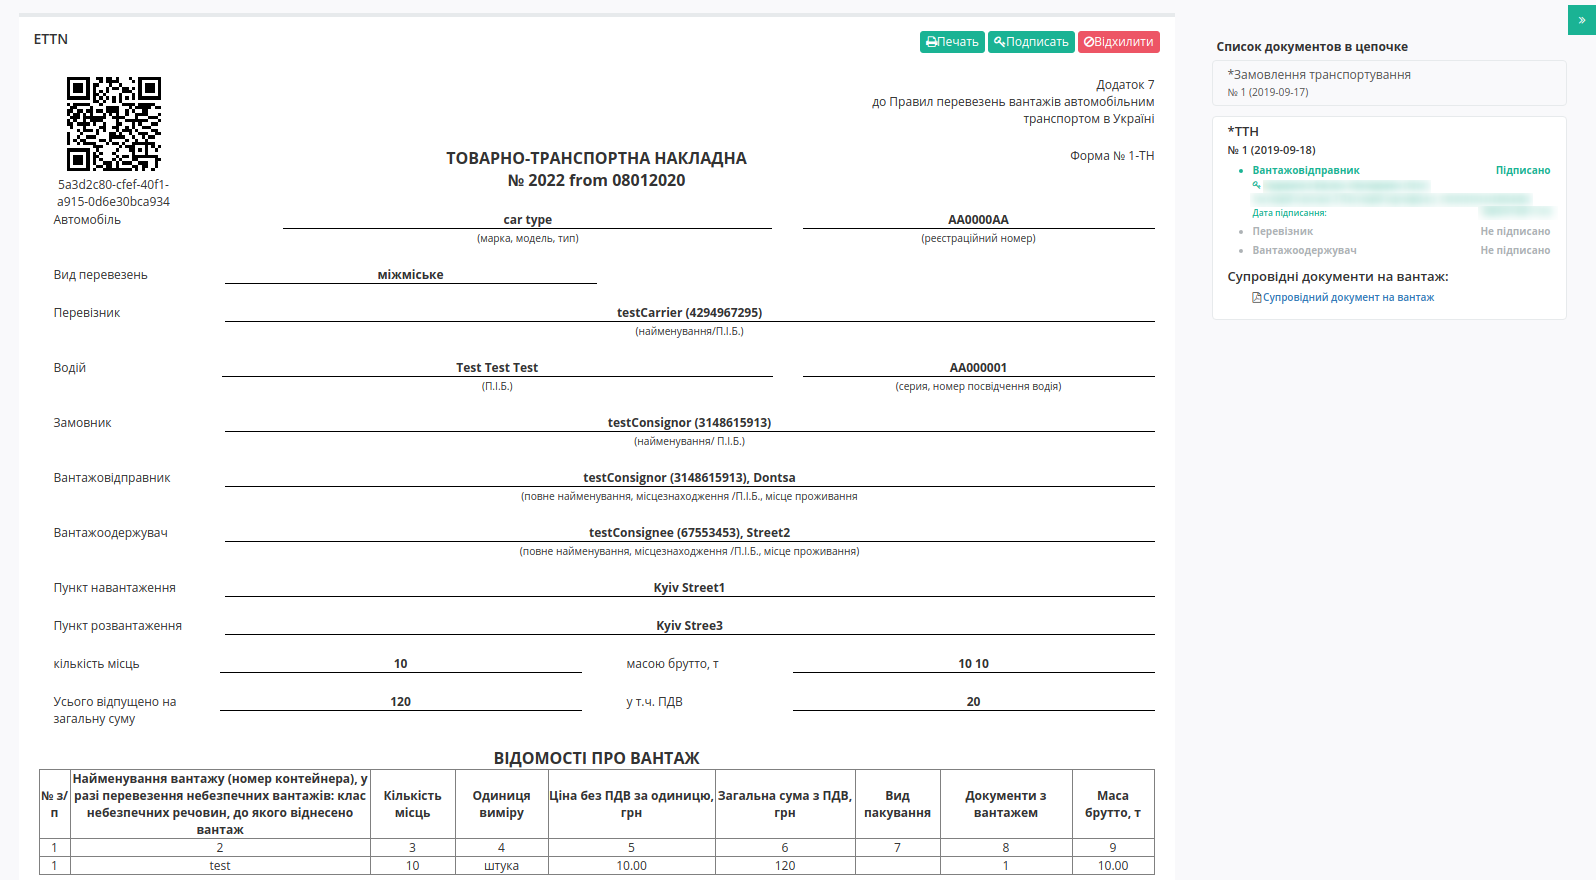 ETTN
Печать
Подписать
Відхилити
5a3d2c80-cfef-40f1-
a915-0d6e30bca934
Додаток 7
до Правил перевезень вантажів автомобільним
транспортом в Україні
ТОВАРНО-ТРАНСПОРТНА НАКЛАДНА
№ 2022 from 08012020
Форма № 1-ТН
Автомобіль car type AA0000AA
(марка, модель, тип) (реєстраційний номер)
Вид перевезень міжміське
Перевізник testCarrier (4294967295)
(найменування/П.І.Б.)
Водій Test Test Test AA000001
(П.І.Б.) (серия, номер посвідчення водія)
Замовник testConsignor (3148615913)
(найменування/ П.І.Б.)
Вантажовідправник testConsignor (3148615913), Dontsa
(повне найменування, місцезнаходження /П.І.Б., місце проживання
Вантажоодержувач testConsignee (67553453), Street2
(повне найменування, місцезнаходження /П.І.Б., місце проживання)
Пункт навантаження Kyiv Street1
Пункт розвантаження Kyiv Stree3
кількість місць 10 масою брутто, т 10 10
Усього відпущено на 120 у т.ч. ПДВ 20
загальну суму
ВІДОМОСТІ ПРО ВАНТАЖ
№ з/
п
Найменування вантажу (номер контейнера), у
разі перевезення небезпечних вантажів: клас
небезпечних речовин, до якого віднесено
вантаж
Кількість
місць
Одиниця
виміру
Ціна без ПДВ за одиницю,
грн
Загальна сума з ПДВ,
грн
Вид
пакування
Документи з
вантажем
Маса
брутто, т
1 2 3 4 5 6 7 8 9
1 test 10 штука 10.00 120 1 10.00
»
Список документов в цепочке
*Замовлення транспортування
№ 1 (2019-09-17)
*ТТН
№ 1 (2019-09-18)
Вантажовідправник Підписано
Дата підписання:
Перевізник Не підписано
Вантажоодержувач Не підписано
Супровідні документи на вантаж:
Супровідний документ на вантаж